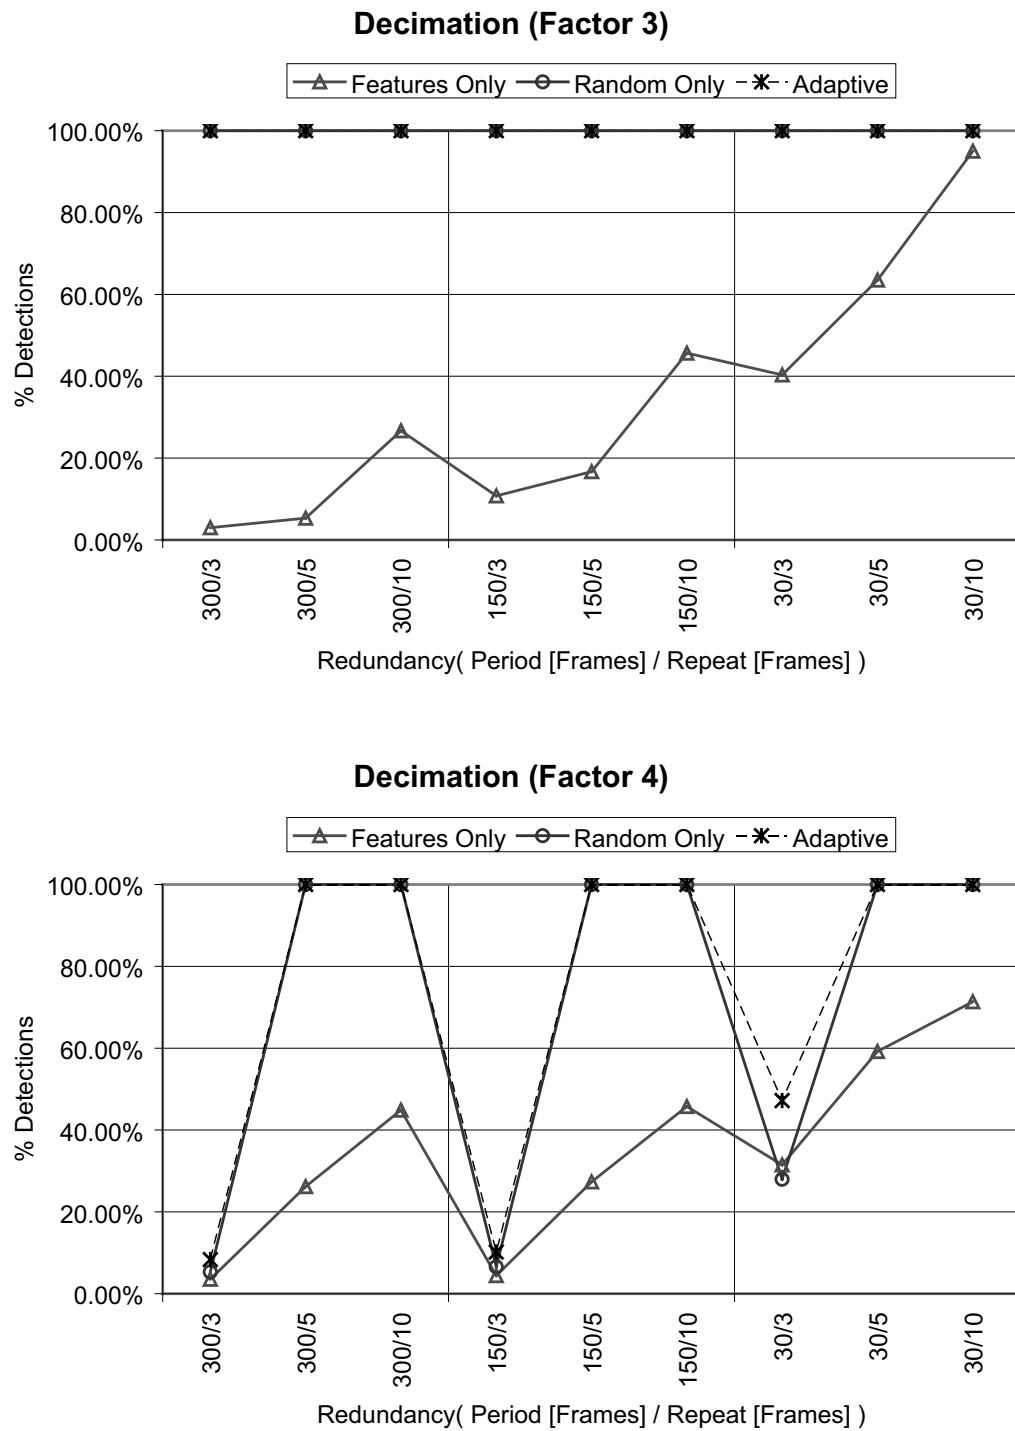 Decimation (Factor 3)
Features Only Random Only Adaptive
100.00%
80.00%
60.00%
40.00%
20.00%
0.00%
% Detections
300/3 300/5 300/10 150/3 150/5 150/10 30/3 30/5 30/10
Redundancy( Period [Frames] / Repeat [Frames] )
Decimation (Factor 4)
Features Only Random Only Adaptive
100.00%
80.00%
60.00%
40.00%
20.00%
0.00%
% Detections
300/3 300/5 300/10 150/3 150/5 150/10 30/3 30/5 30/10
Redundancy( Period [Frames] / Repeat [Frames] )